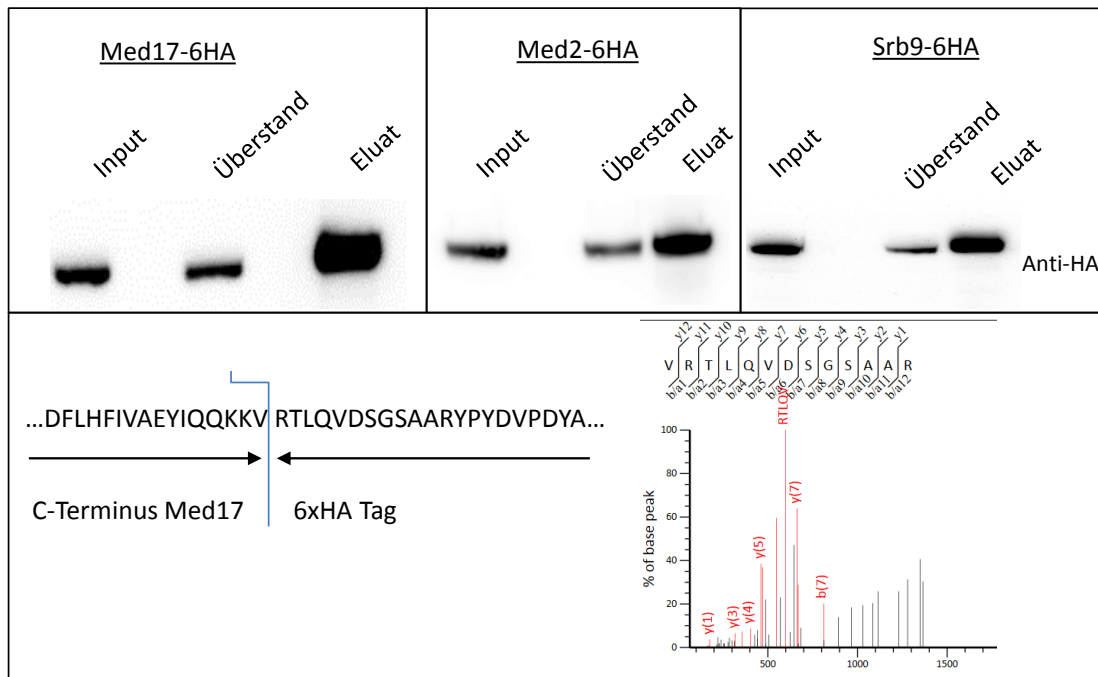 Med17-6HA
Input
Überstand
Eluat
Med2-6HA
Input
Überstand
Eluat
Srb9-6HA
Input
Überstand
Eluat
Anti-HA
...DFLHFIVAEYIQQKKV RTLQVDSGSAARYPYDVPDYA...
C-Terminus Med17
6xHA Tag
y12 y11 y10 y9 y8 y7 y6 y5 y4 y3 y2 y1
V R T L Q V D S G S A A R
b/a1 b/a2 b/a3 b/a4 b/a5 b/a6 b/a7 b/a8 b/a9 b/a10 b/a11 b/a12
RTLQV
% of base peak
100
80
60
40
20
0
y(1)
y(3)
y(4)
y(5)
y(7)
b(7)
500 1000 1500